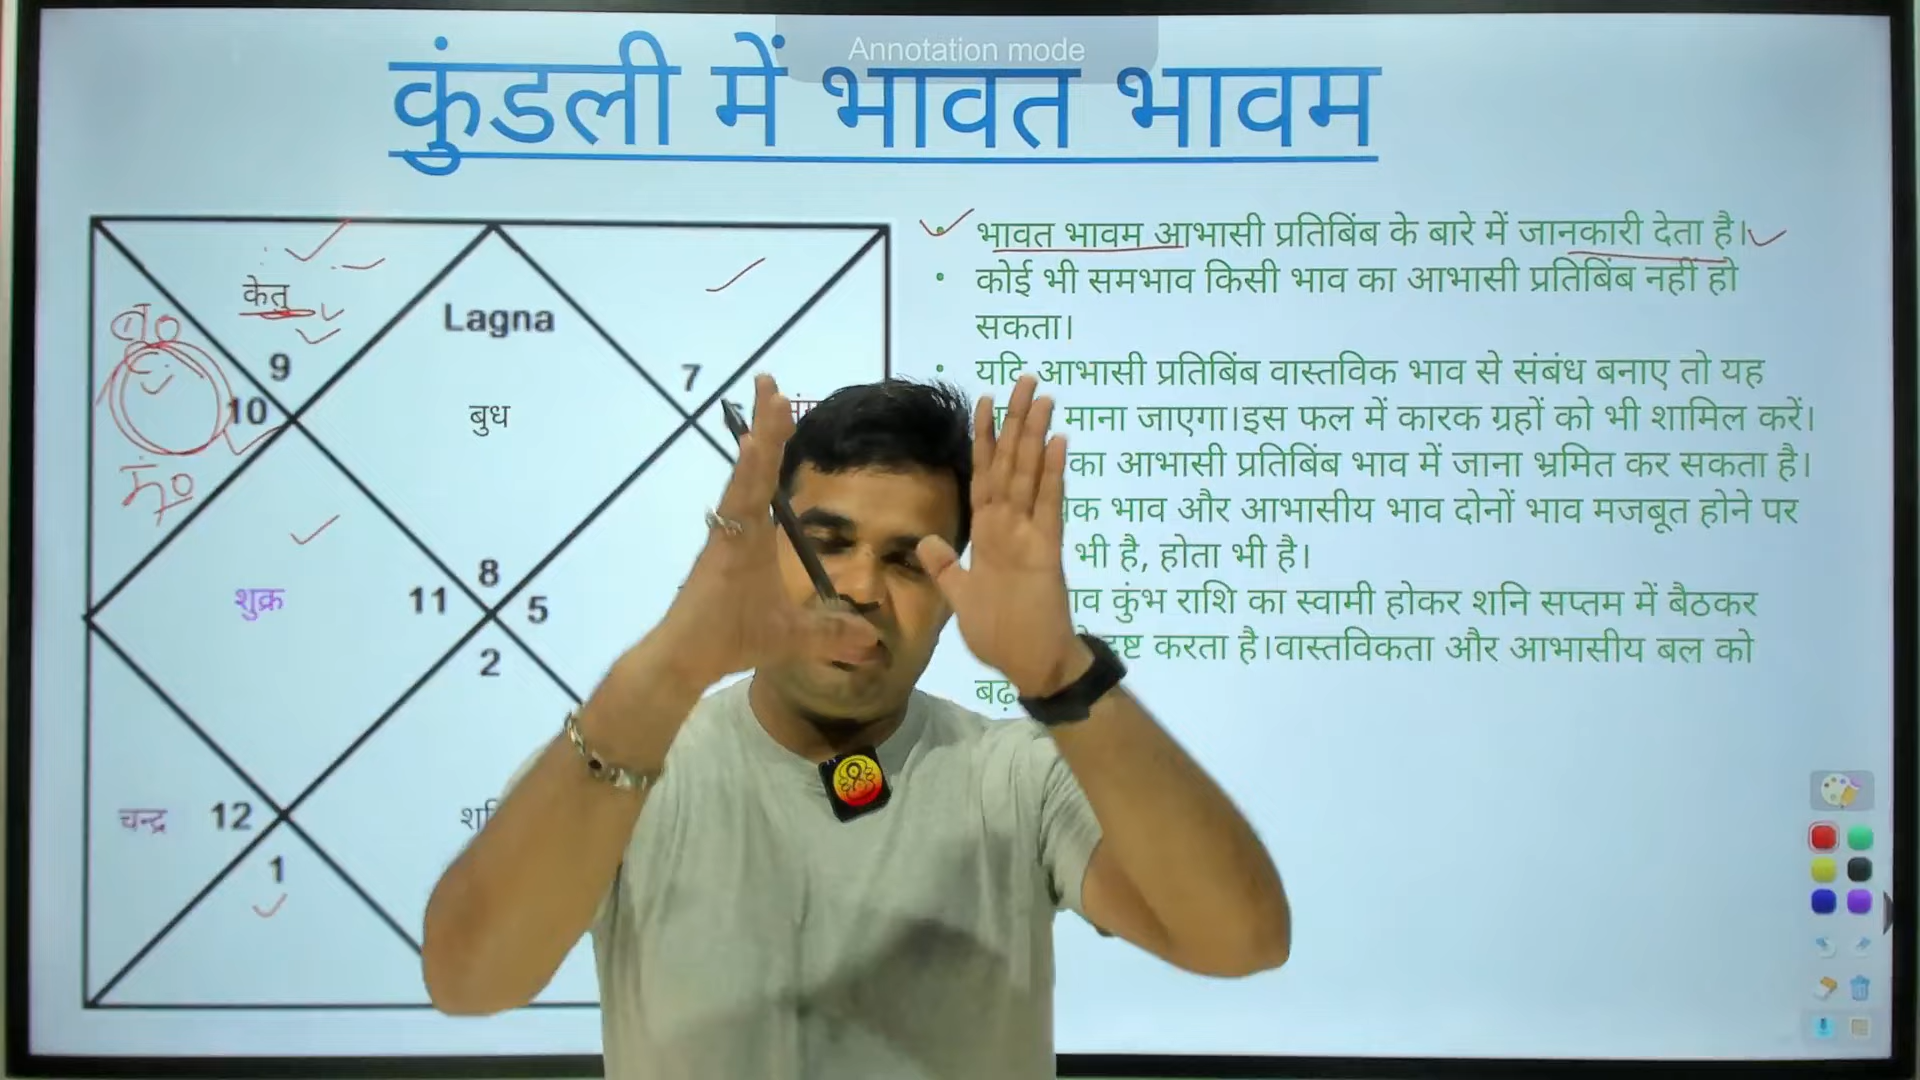 Annotation mode
कुंडली में भावत भावम
केतु
Lagna
9
7
10
बुध
बृ०
मं०
शुक्र
11
8
5
2
चन्द्र
12
1
भावत भावम आभासी प्रतिबिंब के बारे में जानकारी देता है।
कोई भी समभाव किसी भाव का आभासी प्रतिबिंब नहीं हो
सकता।
यदि आभासी प्रतिबिंब वास्तविक भाव से संबंध बनाए तो यह
माना जाएगा।इस फल में कारक ग्रहों को भी शामिल करें।
का आभासी प्रतिबिंब भाव में जाना भ्रमित कर सकता है।
भाव और आभासीय भाव दोनों भाव मजबूत होने पर
भी है, होता भी है।
कुंभ राशि का स्वामी होकर शनि सप्तम में बैठकर
करता है।वास्तविकता और आभासीय बल को